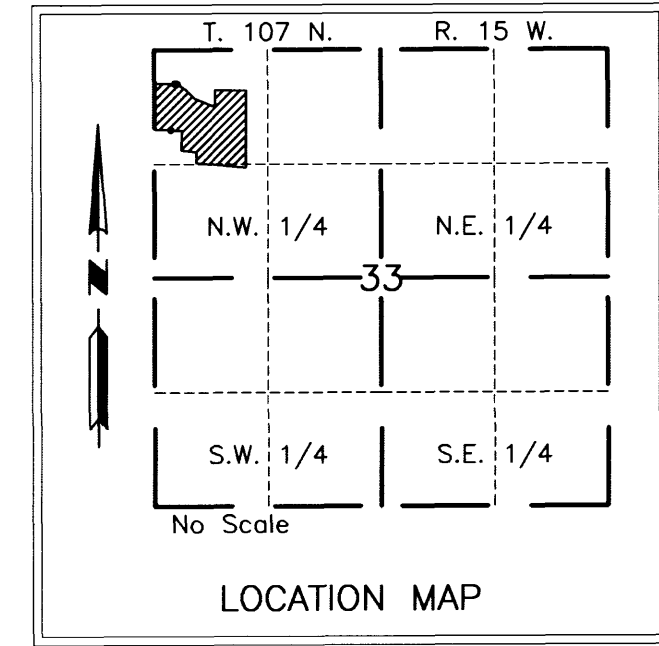 T. 107 N. R. 15 W.
N.W. 1/4 N.E. 1/4
N 33
S.W. 1/4 S.E. 1/4
No Scale
LOCATION MAP